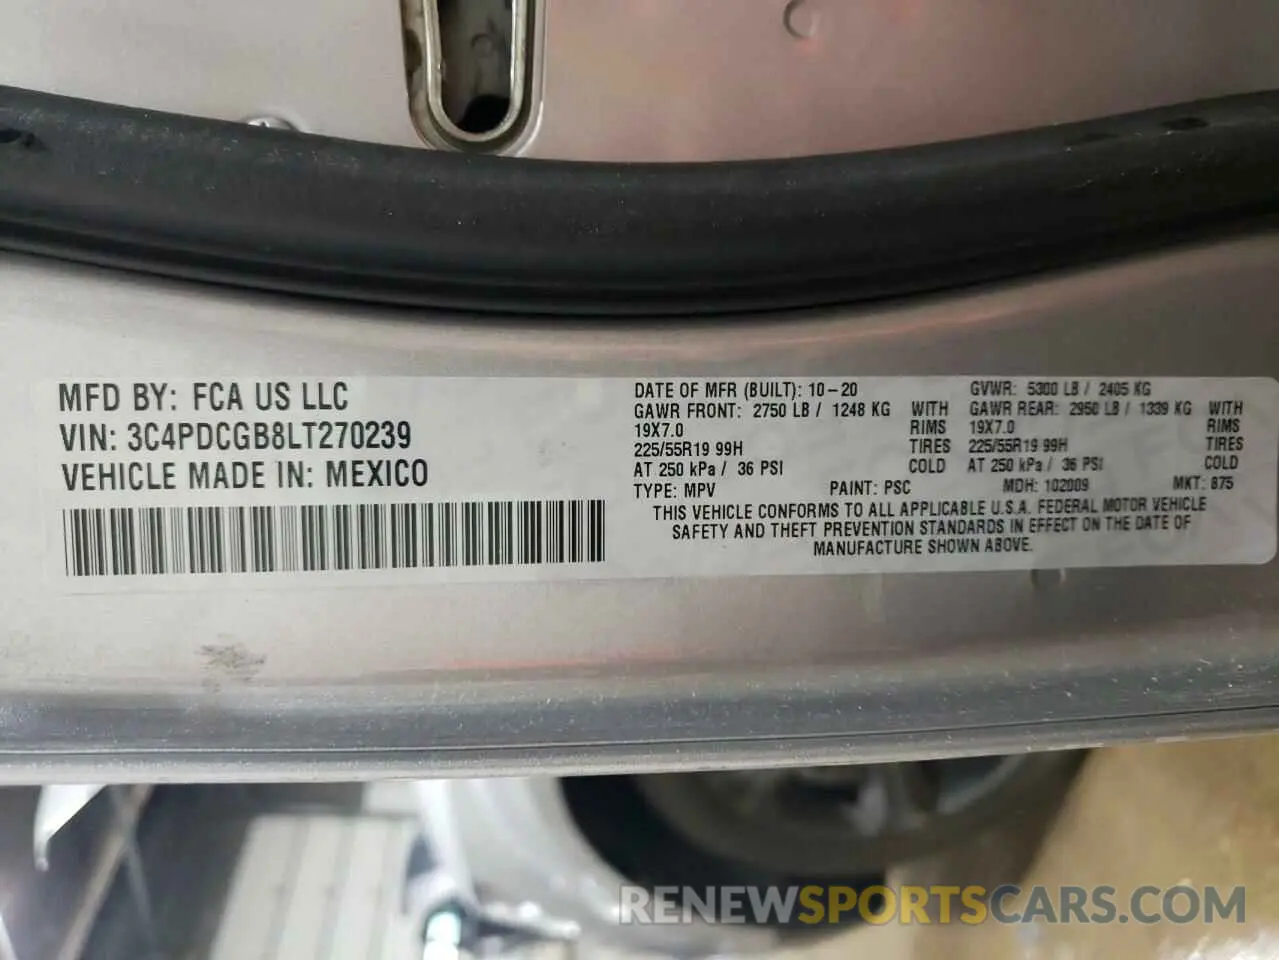 MFD BY: FCA US LLC
VIN: 3C4PDCGB8LT270239
VEHICLE MADE IN: MEXICO
DATE OF MFR (BUILT): 10-20
GAWR FRONT: 2750 LB / 1248 KG WITH
19X7.0 RIMS
225/55R19 99H TIRES
AT 250 kPa / 36 PSI COLD
GVWR: 5300 LB / 2405 KG
GAWR REAR: 2950 LB / 1339 KG WITH
19X7.0 RIMS
225/55R19 99H TIRES
AT 250 kPa / 36 PSI COLD
TYPE: MPV PAINT: PSC MDH: 102009 MKT: 875
THIS VEHICLE CONFORMS TO ALL APPLICABLE U.S.A. FEDERAL MOTOR VEHICLE
SAFETY AND THEFT PREVENTION STANDARDS IN EFFECT ON THE DATE OF
MANUFACTURE SHOWN ABOVE.
RENEWSPORTSCARS.COM